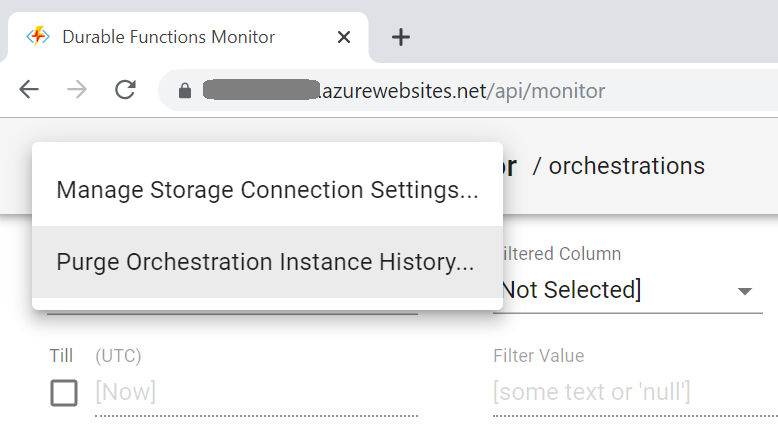 Durable Functions Monitor
.azurewebsites.net/api/monitor
/ orchestrations
Manage Storage Connection Settings...
Purge Orchestration Instance History...
Filtered Column
[Not Selected]
Till (UTC)
[Now]
Filter Value
[some text or 'null']